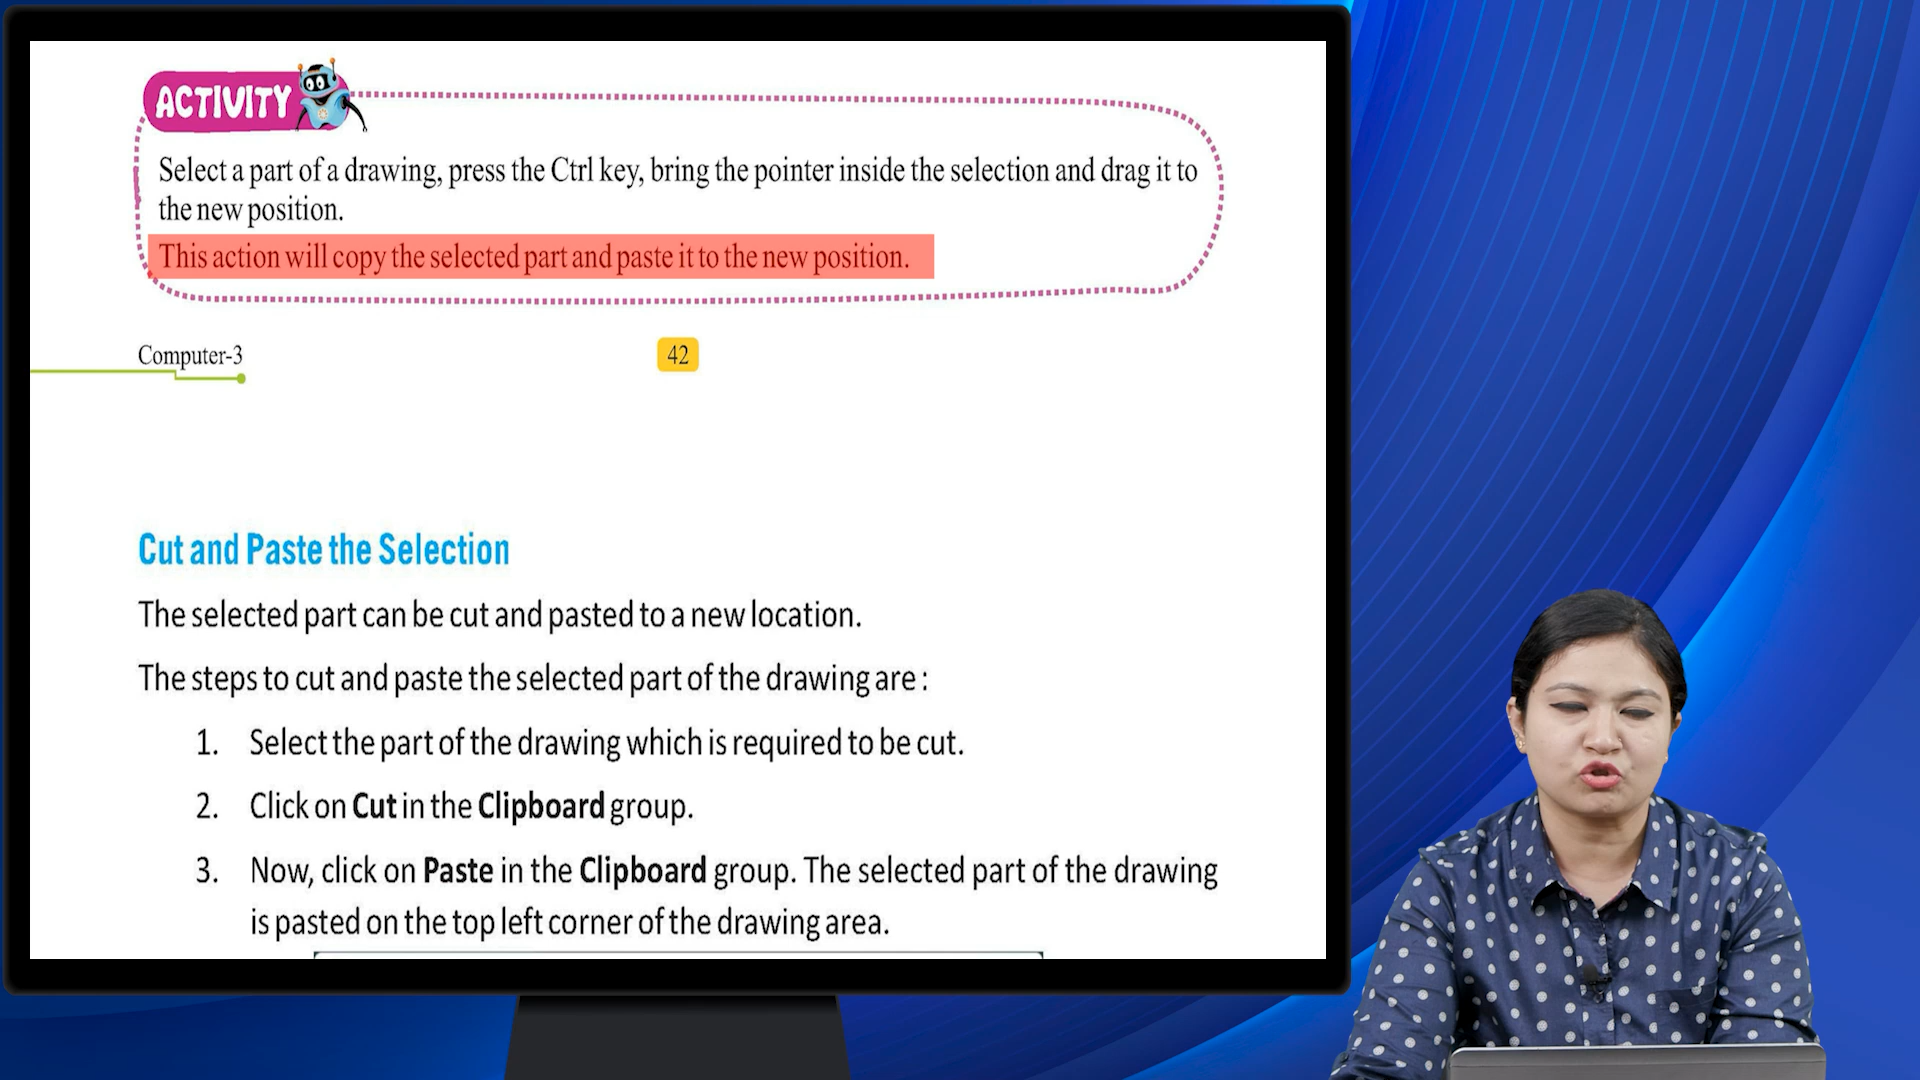 ACTIVITY
Select a part of a drawing, press the Ctrl key, bring the pointer inside the selection and drag it to
the new position.
This action will copy the selected part and paste it to the new position.
Computer-3
42
Cut and Paste the Selection
The selected part can be cut and pasted to a new location.
The steps to cut and paste the selected part of the drawing are :
1. Select the part of the drawing which is required to be cut.
2. Click on Cut in the Clipboard group.
3. Now, click on Paste in the Clipboard group. The selected part of the drawing
is pasted on the top left corner of the drawing area.